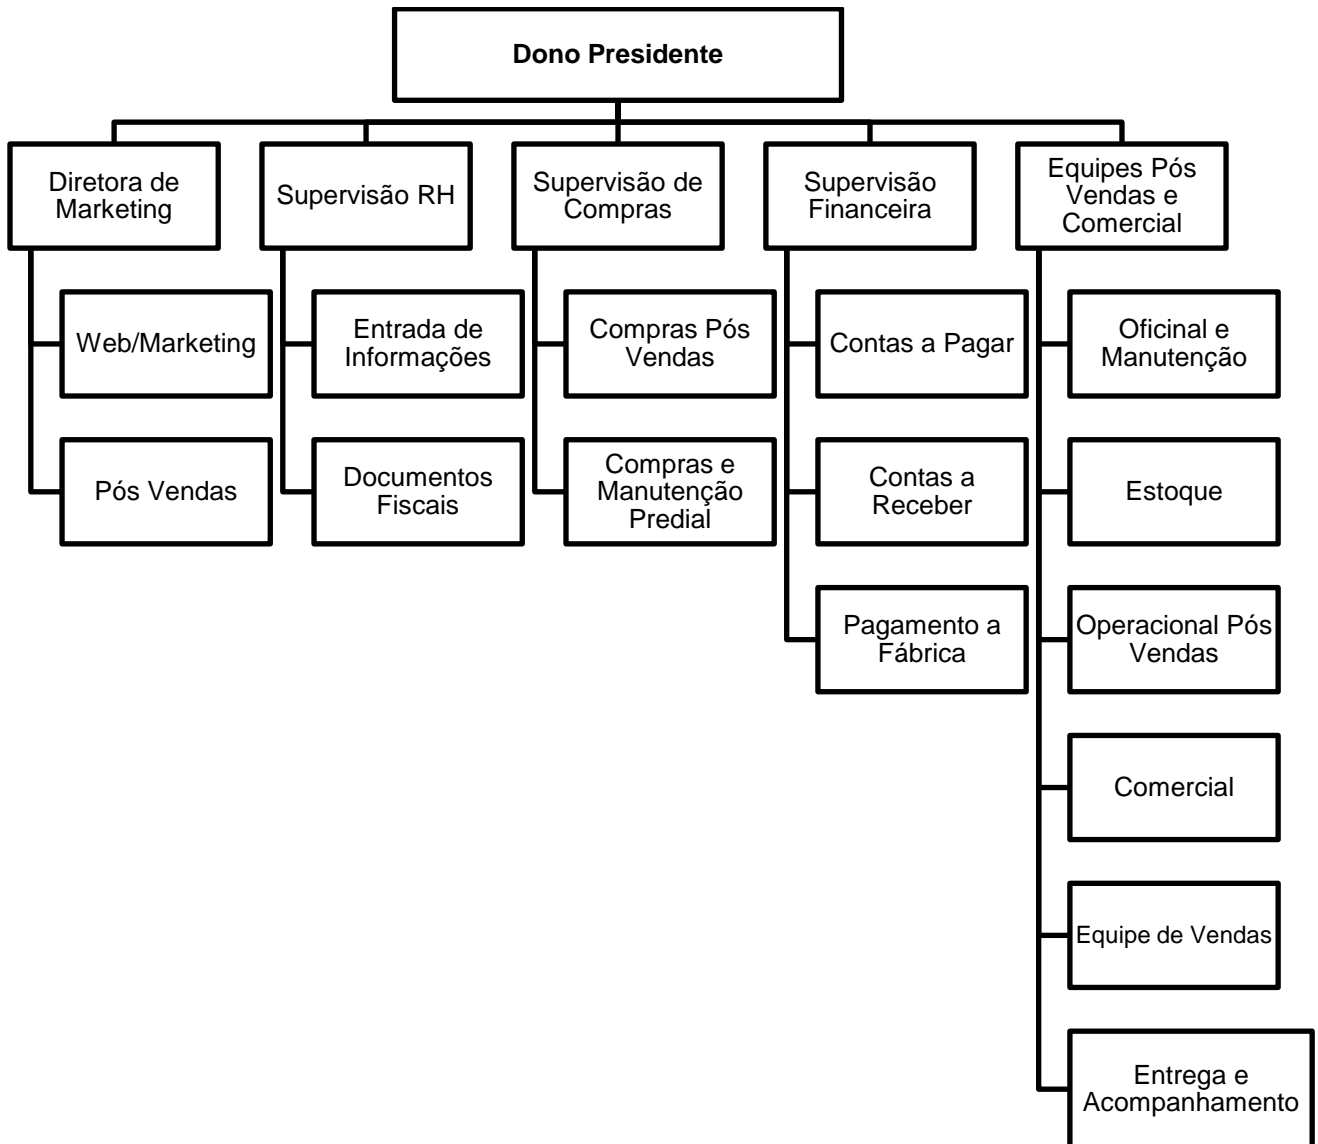 Dono Presidente
Diretora de
Marketing
Supervisão RH
Supervisão de
Compras
Supervisão
Financeira
Equipes Pós
Vendas e
Comercial
Web/Marketing
Entrada de
Informações
Compras Pós
Vendas
Contas a Pagar
Oficinal e
Manutenção
Pós Vendas
Documentos
Fiscais
Compras e
Manutenção
Predial
Contas a
Receber
Estoque
Pagamento a
Fábrica
Operacional Pós
Vendas
Comercial
Equipe de Vendas
Entrega e
Acompanhamento